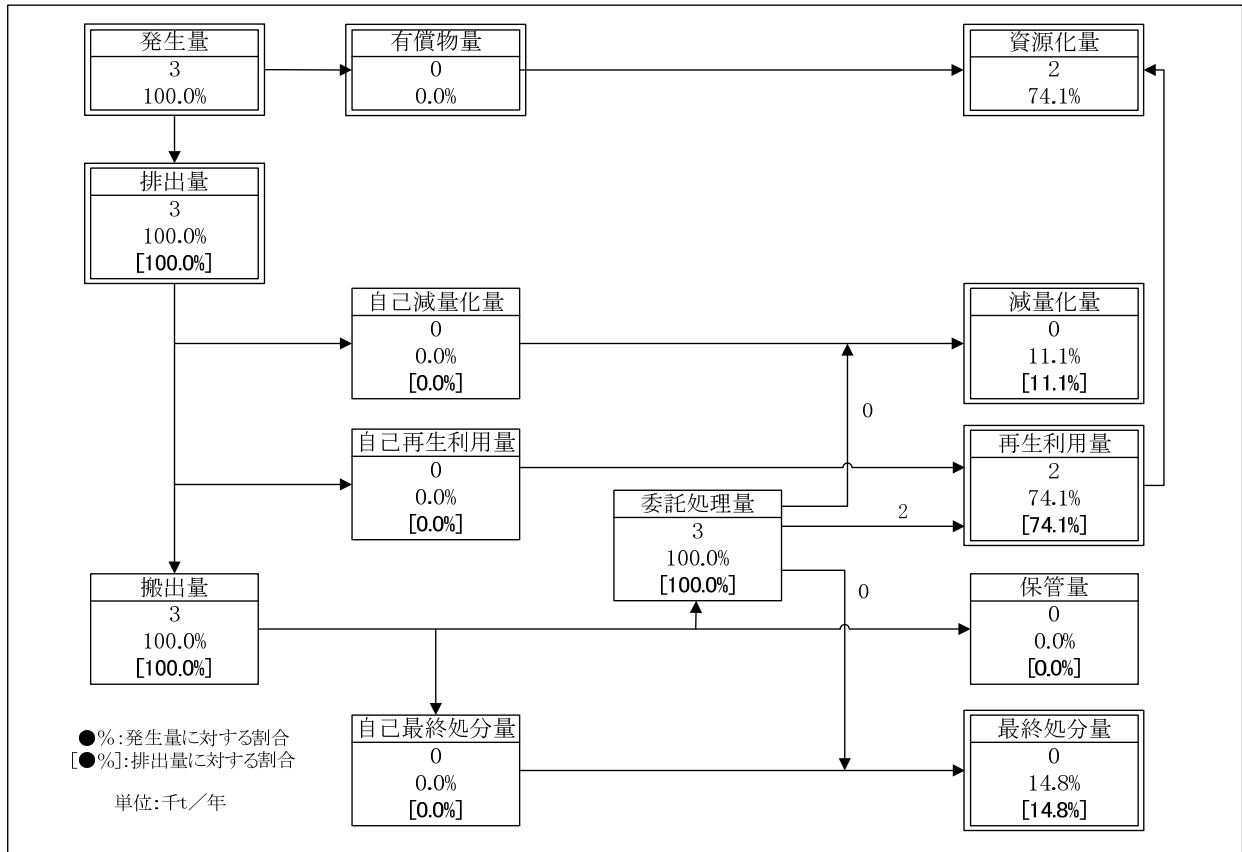 発生量
3
100.0%
有償物量
0
0.0%
資源化量
2
74.1%
排出量
3
100.0%
[100.0%]
自己減量化量
0
0.0%
[0.0%]
減量化量
0
11.1%
[11.1%]
0
自己再生利用量
0
0.0%
[0.0%]
再生利用量
2
74.1%
[74.1%]
委託処理量
3
100.0%
[100.0%]
2
0
搬出量
3
100.0%
[100.0%]
保管量
0
0.0%
[0.0%]
自己最終処分量
0
0.0%
[0.0%]
最終処分量
0
14.8%
[14.8%]
●%:発生量に対する割合
[●%]:排出量に対する割合
単位:千t／年